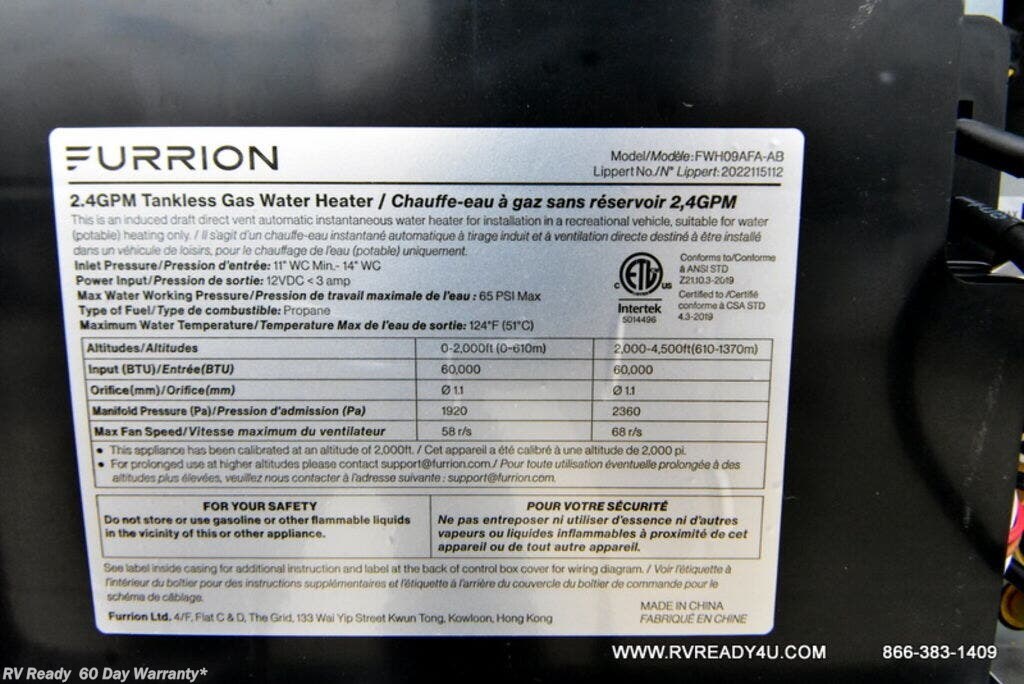 FURRION
Model/Modèle: FWH09AFA-AB
Lippert No./N° Lippert: 2022115112
2.4GPM Tankless Gas Water Heater / Chauffe-eau à gaz sans réservoir 2,4GPM
This is an induced draft direct vent automatic instantaneous water heater for installation in a recreational vehicle, suitable for water
(potable) heating only. / Il s'agit d'un chauffe-eau instantané automatique à tirage induit et à ventilation directe destiné à être installé
dans un véhicule de loisirs, pour le chauffage de l'eau (potable) uniquement.
Inlet Pressure/Pression d'entrée: 11" WC Min.- 14" WC
Power Input/Pression de sortie: 12VDC < 3 amp
Max Water Working Pressure/Pression de travail maximale de l'eau : 65 PSI Max
Type of Fuel/Type de combustible: Propane
Maximum Water Temperature/Temperature Max de l'eau de sortie: 124°F (51°C)
C ETL US
Intertek
5014496
Conforms to/Conforme
à ANSI STD
Z21.10.3-2019
Certified to /Certifié
conforme à CSA STD
4.3-2019
Altitudes/Altitudes 0-2,000ft (0-610m) 2,000-4,500ft(610-1370m)
Input (BTU)/Entrée(BTU) 60,000 60,000
Orifice(mm)/Orifice(mm) Ø 1.1 Ø 1.1
Manifold Pressure (Pa)/Pression d'admission (Pa) 1920 2360
Max Fan Speed/Vitesse maximum du ventilateur 58 r/s 68 r/s
• This appliance has been calibrated at an altitude of 2,000ft. / Cet appareil a été calibré à une altitude de 2,000 pi.
• For prolonged use at higher altitudes please contact support@furrion.com./ Pour toute utilisation éventuelle prolongée à des
altitudes plus élevées, veuillez nous contacter à l'adresse suivante : support@furrion.com.
FOR YOUR SAFETY
Do not store or use gasoline or other flammable liquids
in the vicinity of this or other appliance.
POUR VOTRE SÉCURITÉ
Ne pas entreposer ni utiliser d'essence ni d'autres
vapeurs ou liquides inflammables à proximité de cet
appareil ou de tout autre appareil.
See label inside casing for additional instruction and label at the back of control box cover for wiring diagram. / Voir l'étiquette à
l'intérieur du boîtier pour des instructions supplémentaires et l'étiquette à l'arrière du couvercle du boîtier de commande pour le
schéma de câblage.
Furrion Ltd. 4/F, Flat C & D, The Grid, 133 Wai Yip Street Kwun Tong, Kowloon, Hong Kong
MADE IN CHINA
FABRIQUÉ EN CHINE
WWW.RVREADY4U.COM 866-383-1409
RV Ready 60 Day Warranty*